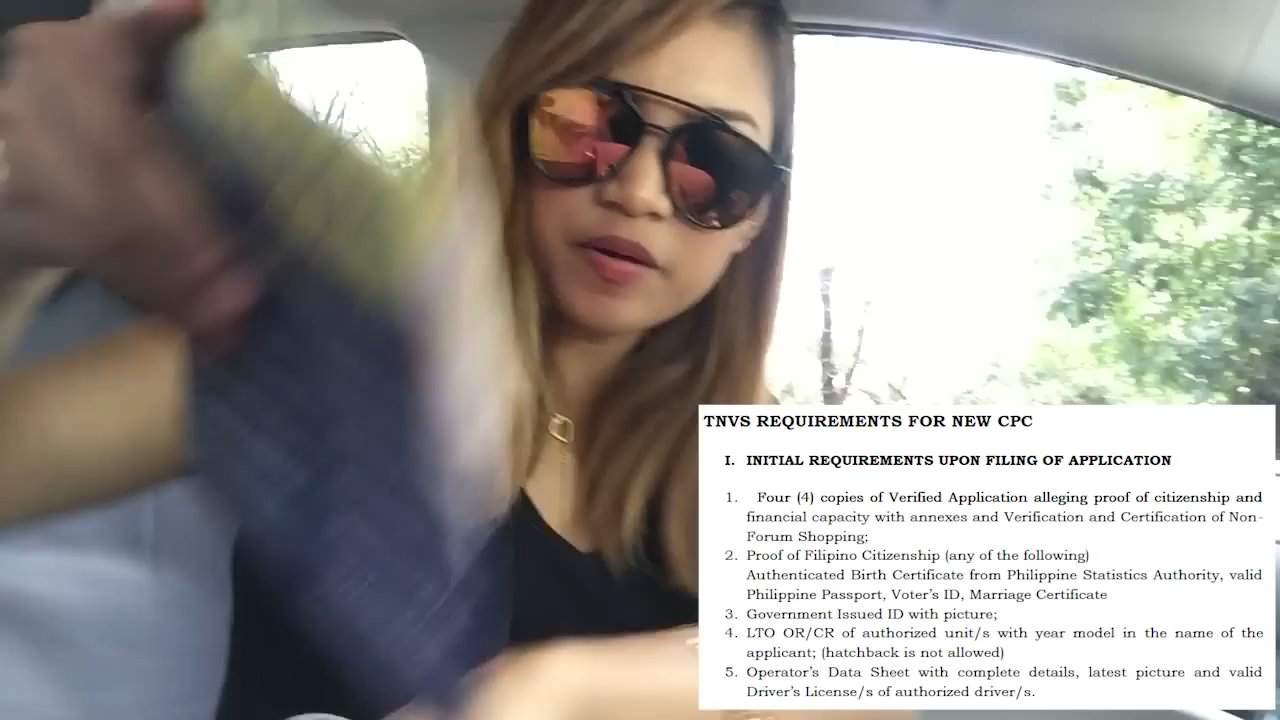 TNVS REQUIREMENTS FOR NEW CPC
I. INITIAL REQUIREMENTS UPON FILING OF APPLICATION
1. Four (4) copies of Verified Application alleging proof of citizenship and
financial capacity with annexes and Verification and Certification of Non-
Forum Shopping;
2. Proof of Filipino Citizenship (any of the following)
Authenticated Birth Certificate from Philippine Statistics Authority, valid
Philippine Passport, Voter's ID, Marriage Certificate
3. Government Issued ID with picture;
4. LTO OR/CR of authorized unit/s with year model in the name of the
applicant; (hatchback is not allowed)
5. Operator's Data Sheet with complete details, latest picture and valid
Driver's License/s of authorized driver/s.